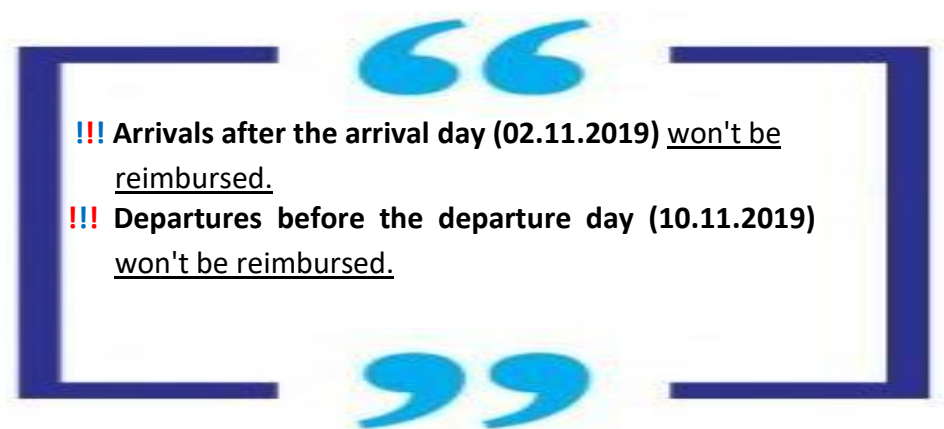 !!! Arrivals after the arrival day (02.11.2019) won't be
reimbursed.
!!! Departures before the departure day (10.11.2019)
won't be reimbursed.